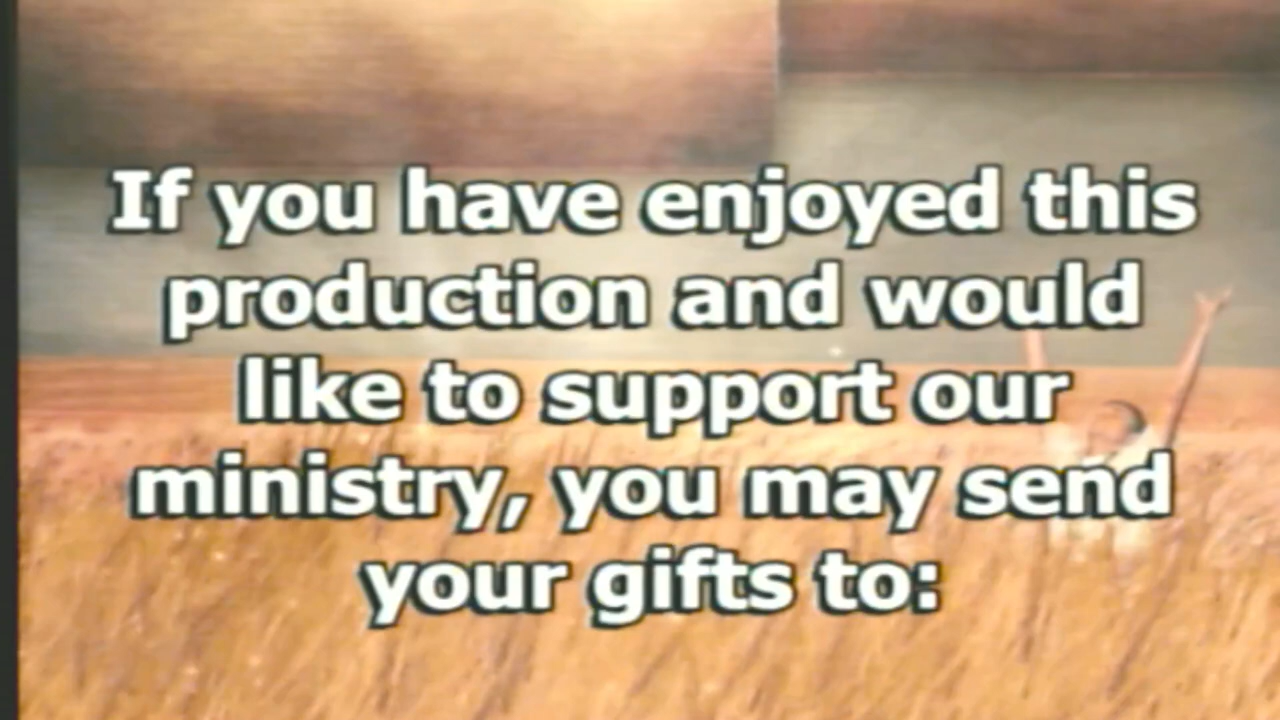 If you have enjoyed this
production and would
like to support our
ministry, you may send
your gifts to: